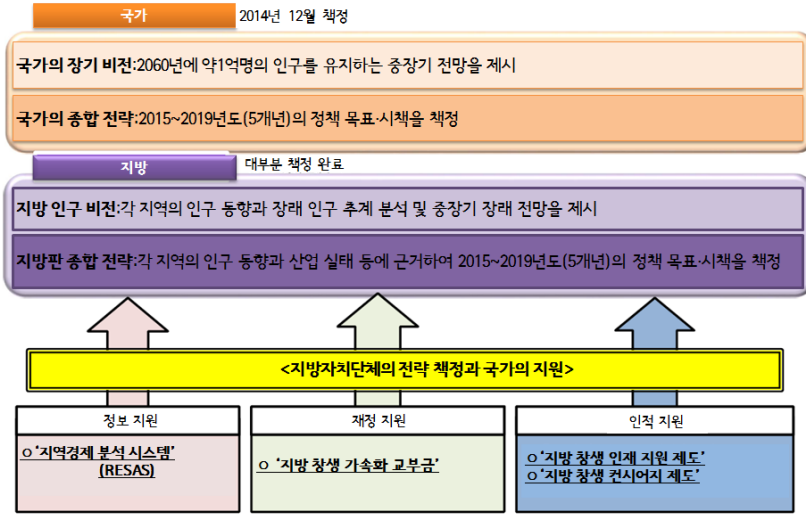 국가 2014년 12월 책정
국가의 장기 비전:2060년에 약1억명의 인구를 유지하는 중장기 전망을 제시
국가의 종합 전략:2015~2019년도(5개년)의 정책 목표·시책을 책정
지방 대부분 책정 완료
지방 인구 비전:각 지역의 인구 동향과 장래 인구 추계 분석 및 중장기 장래 전망을 제시
지방판 종합 전략:각 지역의 인구 동향과 산업 실태 등에 근거하여 2015~2019년도(5개년)의 정책 목표·시책을 책정
<지방자치단체의 전략 책정과 국가의 지원>
정보 지원
ㅇ ‘지역경제 분석 시스템’
(RESAS)
재정 지원
ㅇ ‘지방 창생 가속화 교부금’
인적 지원
ㅇ ‘지방 창생 인재 지원 제도’
ㅇ ‘지방 창생 컨시어지 제도’